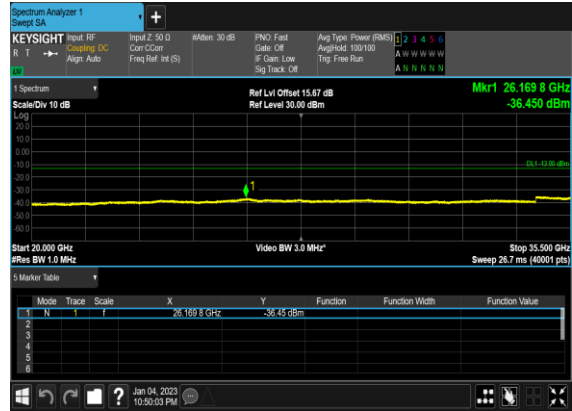 Spectrum Analyzer 1
Swept SA
+
KEYSIGHT
R T
Input: RF
Coupling: DC
Align: Auto
Input Z: 50 Ω
Corr CCorr
Freq Ref: Int (S)
#Atten: 30 dB
PNO: Fast
Gate: Off
IF Gain: Low
Sig Track: Off
Avg Type: Power (RMS)
Avg|Hold: 100/100
Trig: Free Run
1 2 3 4 5 6
A W W W W W
A N N N N N
1 Spectrum
Scale/Div 10 dB
Ref Lvl Offset 15.67 dB
Ref Level 30.00 dBm
Mkr1 26.169 8 GHz
-36.450 dBm
Log
20.0
10.0
0.00
-10.0
-20.0
-30.0
-40.0
-50.0
-60.0
DL1 -13.00 dBm
1
Start 20.000 GHz
#Res BW 1.0 MHz
Video BW 3.0 MHz*
Stop 35.500 GHz
Sweep 26.7 ms (40001 pts)
5 Marker Table
Mode Trace Scale X Y Function Function Width Function Value
1 N 1 f 26.169 8 GHz -36.45 dBm
2
3
4
5
6
?
Jan 04, 2023
10:50:03 PM